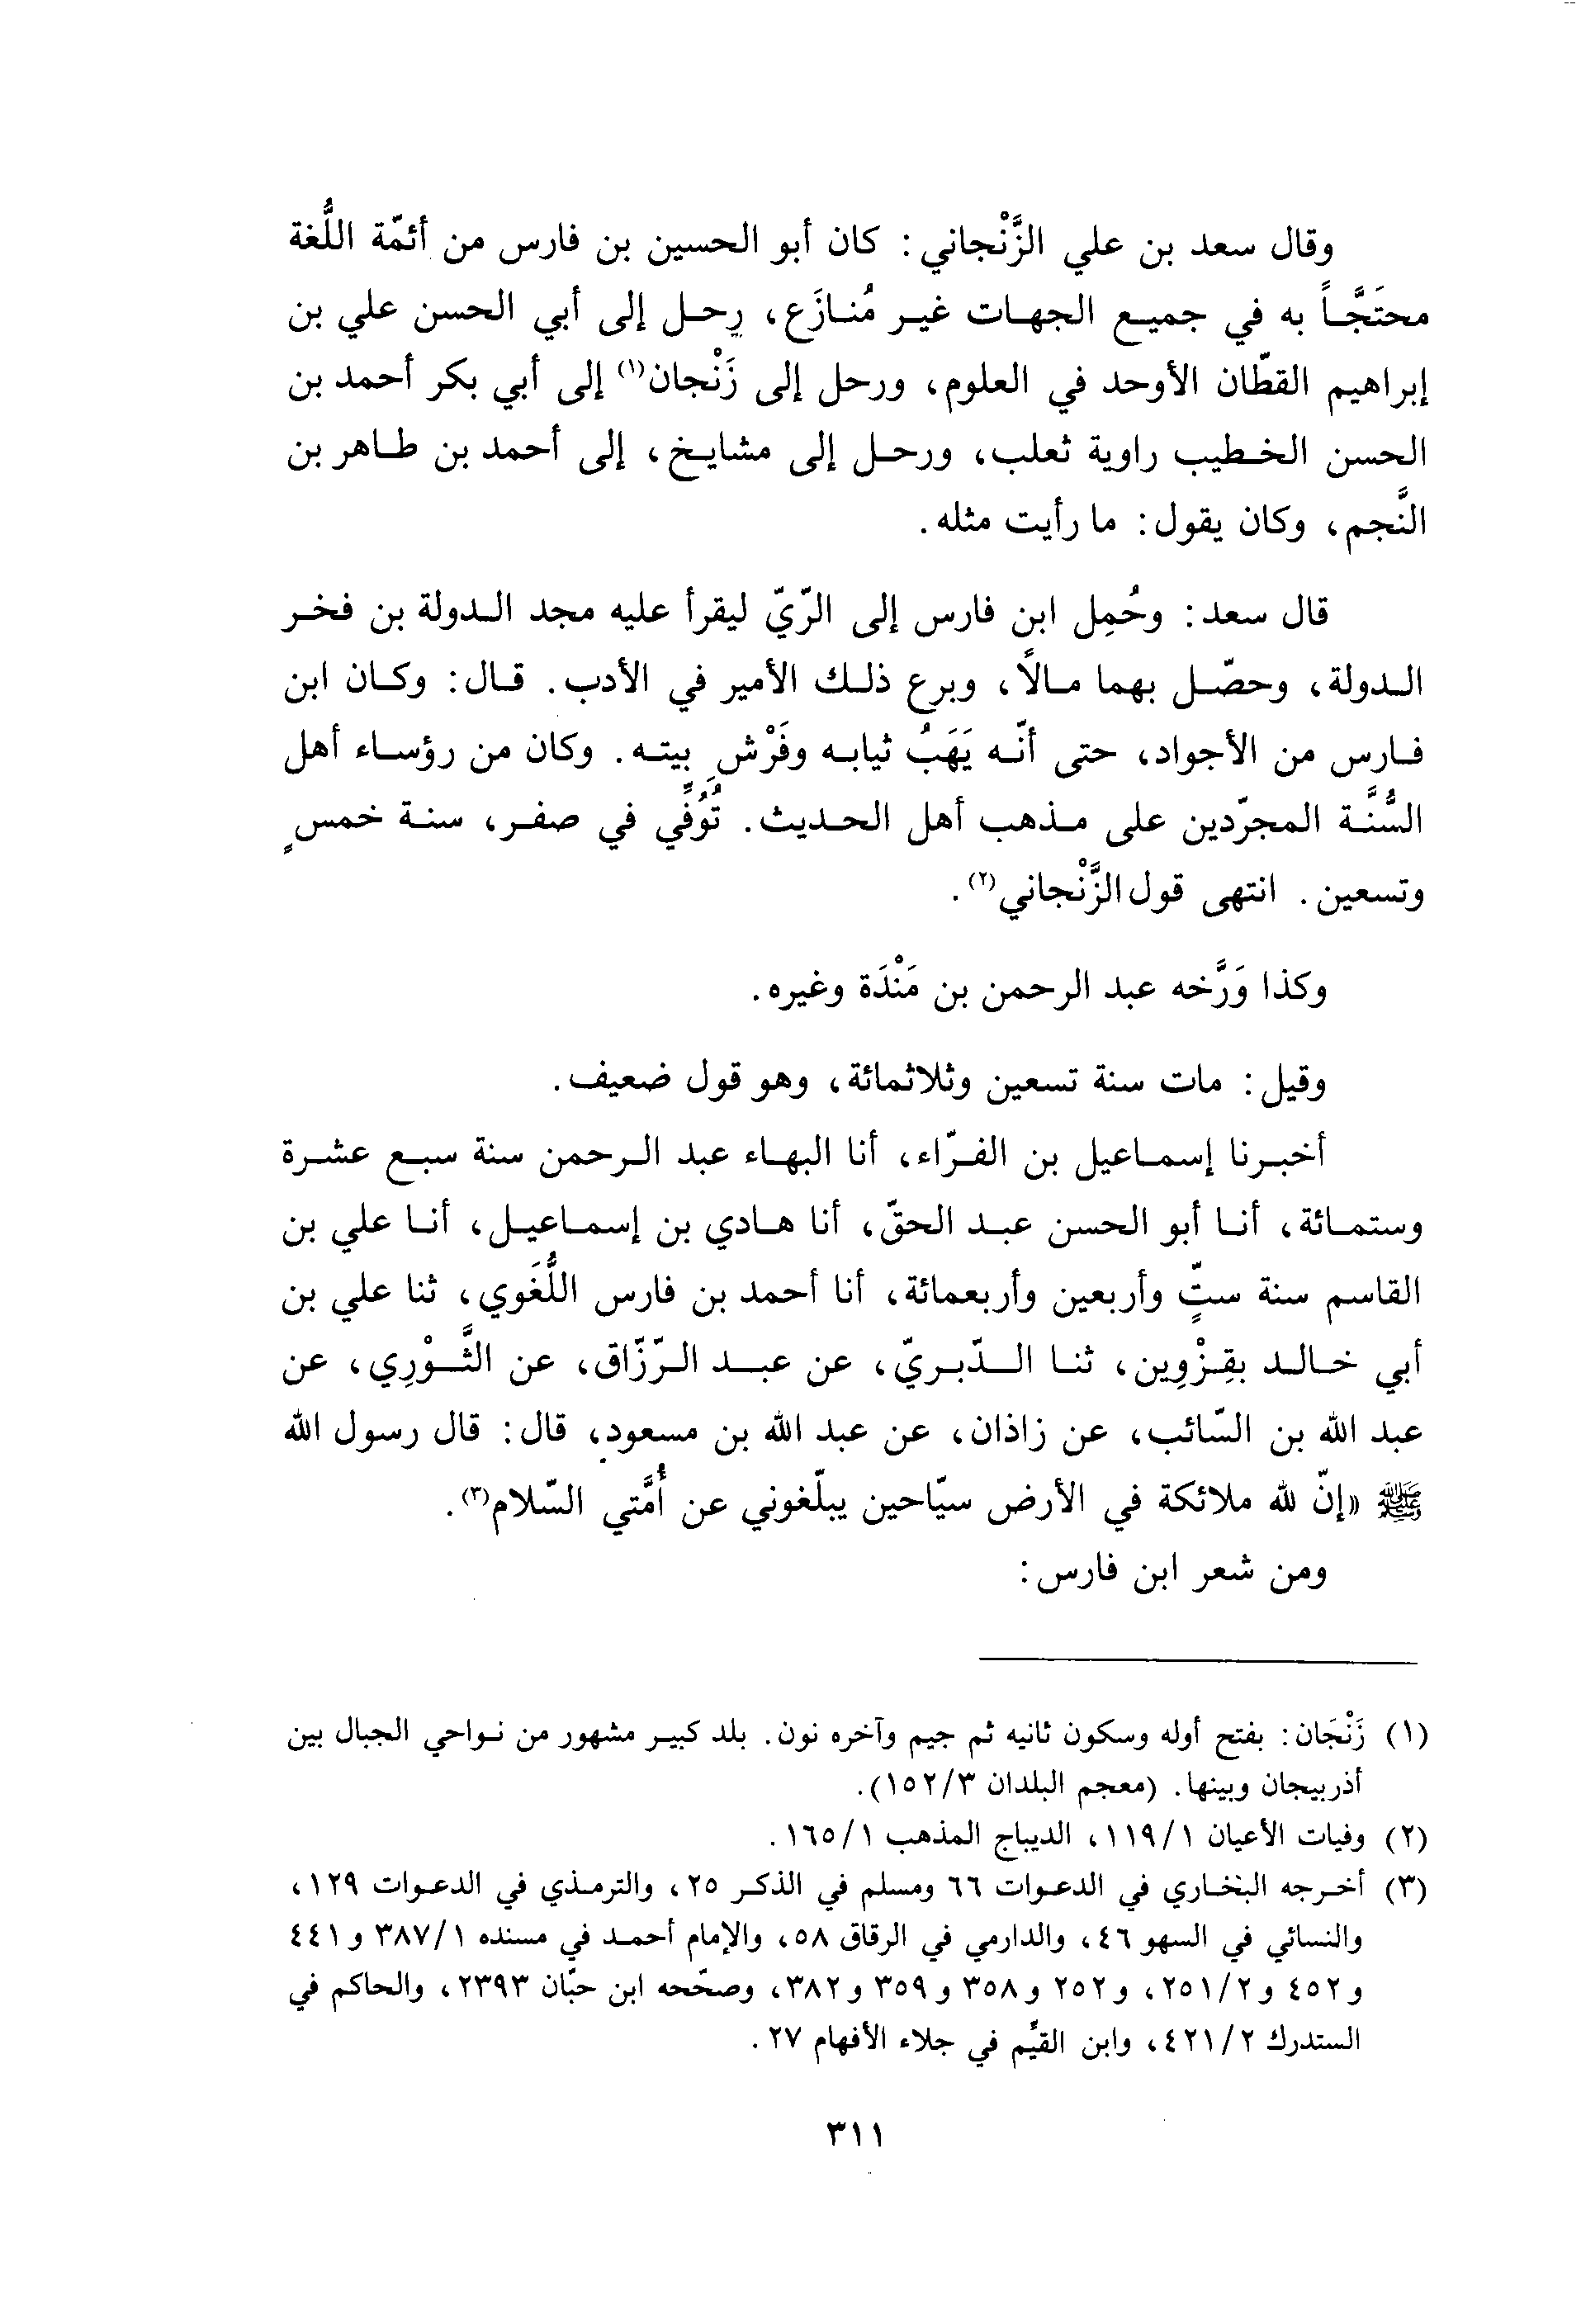 وقال سعد بن علي الزَّنْجاني: كان أبو الحسين بن فارس من أئمّة اللُّغة
محتَجَّاً به في جميع الجهات غير مُنازَع، رحل إلى أبي الحسن علي بن
إبراهيم القطّان الأوحد في العلوم، ورحل إلى زَنْجان(١) إلى أبي بكر أحمد بن
الحسن الخطيب راوية ثعلب، ورحل إلى مشايخ، إلى أحمد بن طاهر بن
النَّجم، وكان يقول: ما رأيت مثله.
قال سعد: وحُمِل ابن فارس إلى الرّيّ ليقرأ عليه مجد الدولة بن فخر
الدولة، وحصّل بهما مالاً، وبرع ذلك الأمير في الأدب. قال: وكان ابن
فارس من الأجواد، حتى أنّه يَهَبُ ثيابه وفَرْش بيته. وكان من رؤساء أهل
السُّنَّة المجرّدين على مذهب أهل الحديث. تُوُفِّي في صفر، سنة خمسٍ
وتسعين. انتهى قول الزَّنْجاني(٢).
وكذا وَرَّخه عبد الرحمن بن مَنْدَة وغيره.
وقيل: مات سنة تسعين وثلاثمائة، وهو قول ضعيف.
أخبرنا إسماعيل بن الفرّاء، أنا البهاء عبد الرحمن سنة سبع عشرة
وستمائة، أنا أبو الحسن عبد الحقّ، أنا هادي بن إسماعيل، أنا علي بن
القاسم سنة ستٍّ وأربعين وأربعمائة، أنا أحمد بن فارس اللُّغَوي، ثنا علي بن
أبي خالد بقِزْوِين، ثنا الدّبريّ، عن عبد الرّزّاق، عن الثَّوْرِي، عن
عبد الله بن السّائب، عن زاذان، عن عبد الله بن مسعود، قال: قال رسول الله
ﷺ «إنّ لله ملائكة في الأرض سيّاحين يبلّغوني عن أُمَّتي السّلام(٣).
ومن شعر ابن فارس:
(١) زَنْجَان: بفتح أوله وسكون ثانيه ثم جيم وآخره نون. بلد كبير مشهور من نواحي الجبال بين
أذربيجان وبينها. (معجم البلدان ٣/١٥٢).
(٢) وفيات الأعيان ١/١١٩، الديباج المذهب ١/١٦٥.
(٣) أخرجه البخاري في الدعوات ٦٦ ومسلم في الذكر ٢٥، والترمذي في الدعوات ١٢٩،
والنسائي في السهو ٤٦، والدارمي في الرقاق ٥٨، والإمام أحمد في مسنده ١/٣٨٧ و٤٤١
و٤٥٢ و٢/٢٥١، و٢٥٢ و٣٥٨ و٣٥٩ و٣٨٢، وصحّحه ابن حبّان ٢٣٩٣، والحاكم في
الستدرك ٢/٤٢١، وابن القيّم في جلاء الأفهام ٢٧.
٣١١